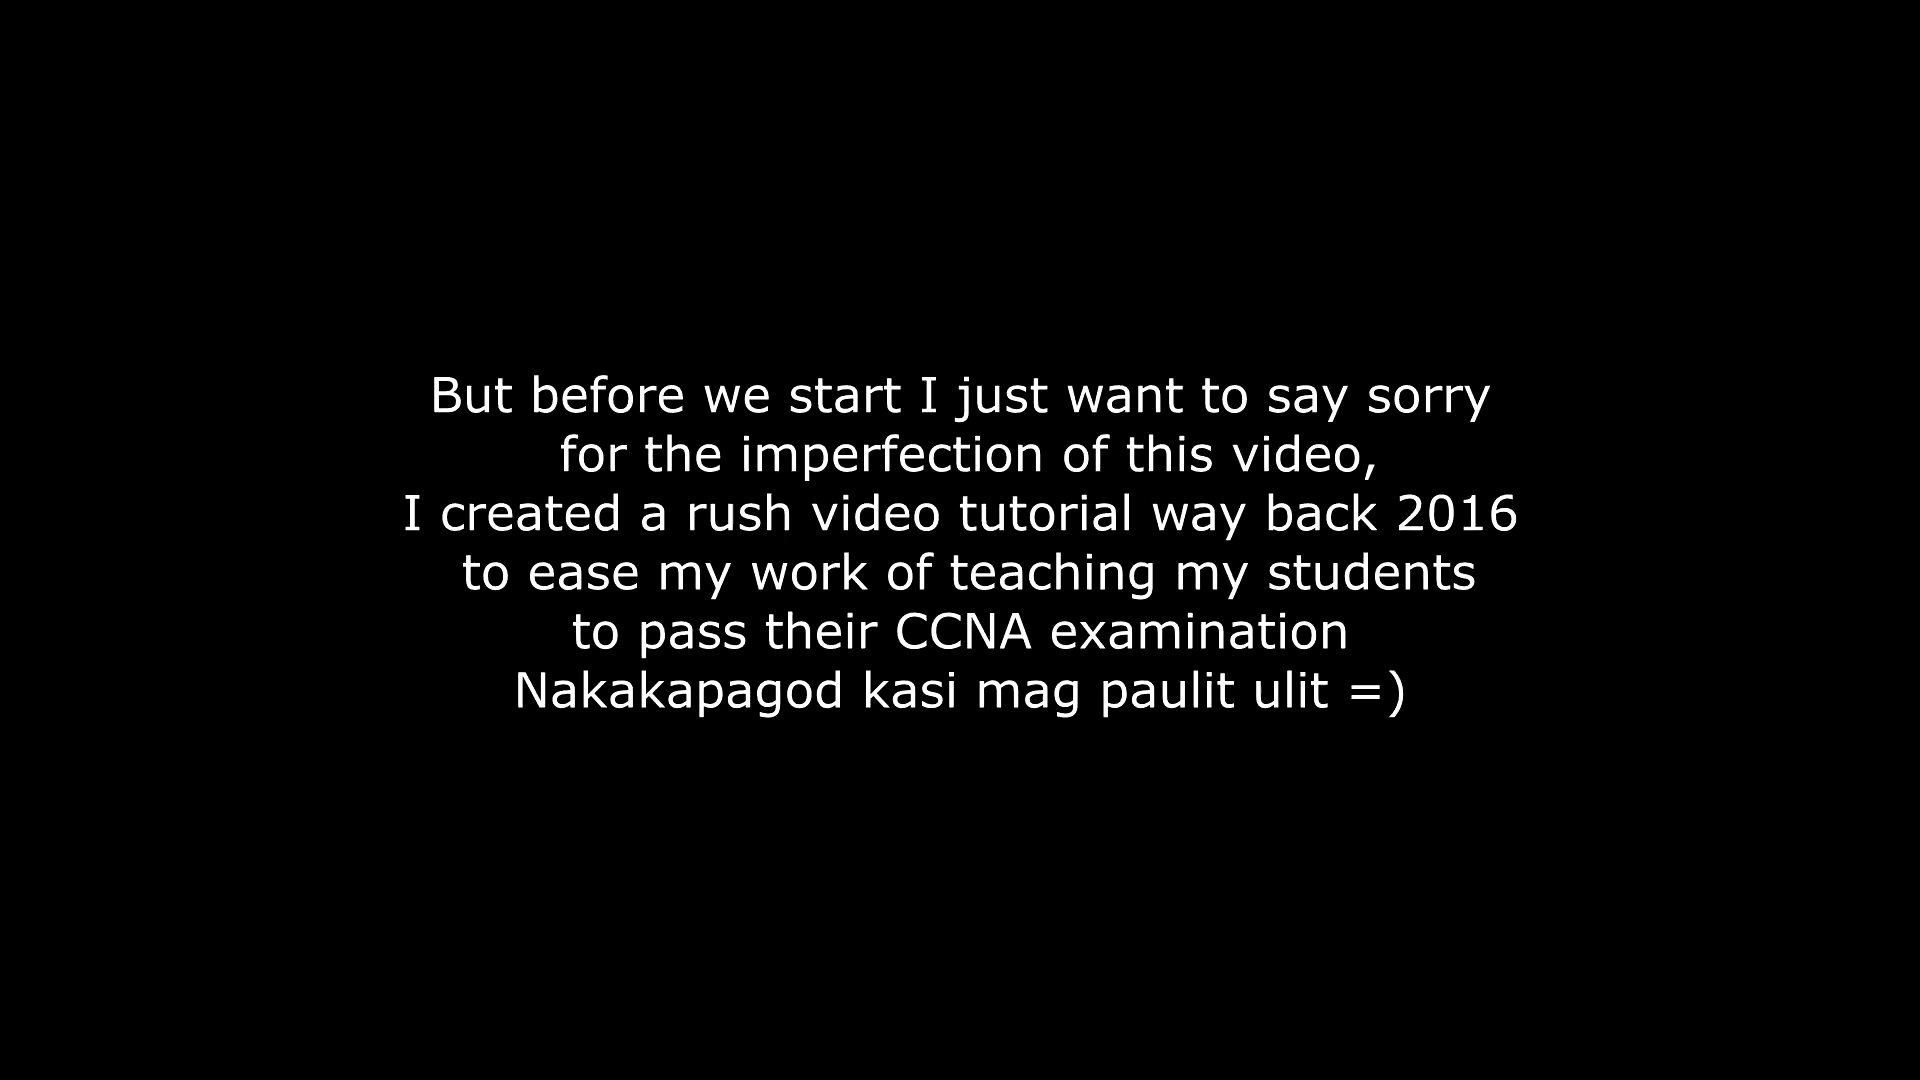 But before we start I just want to say sorry
for the imperfection of this video,
I created a rush video tutorial way back 2016
to ease my work of teaching my students
to pass their CCNA examination
Nakakapagod kasi mag paulit ulit =)